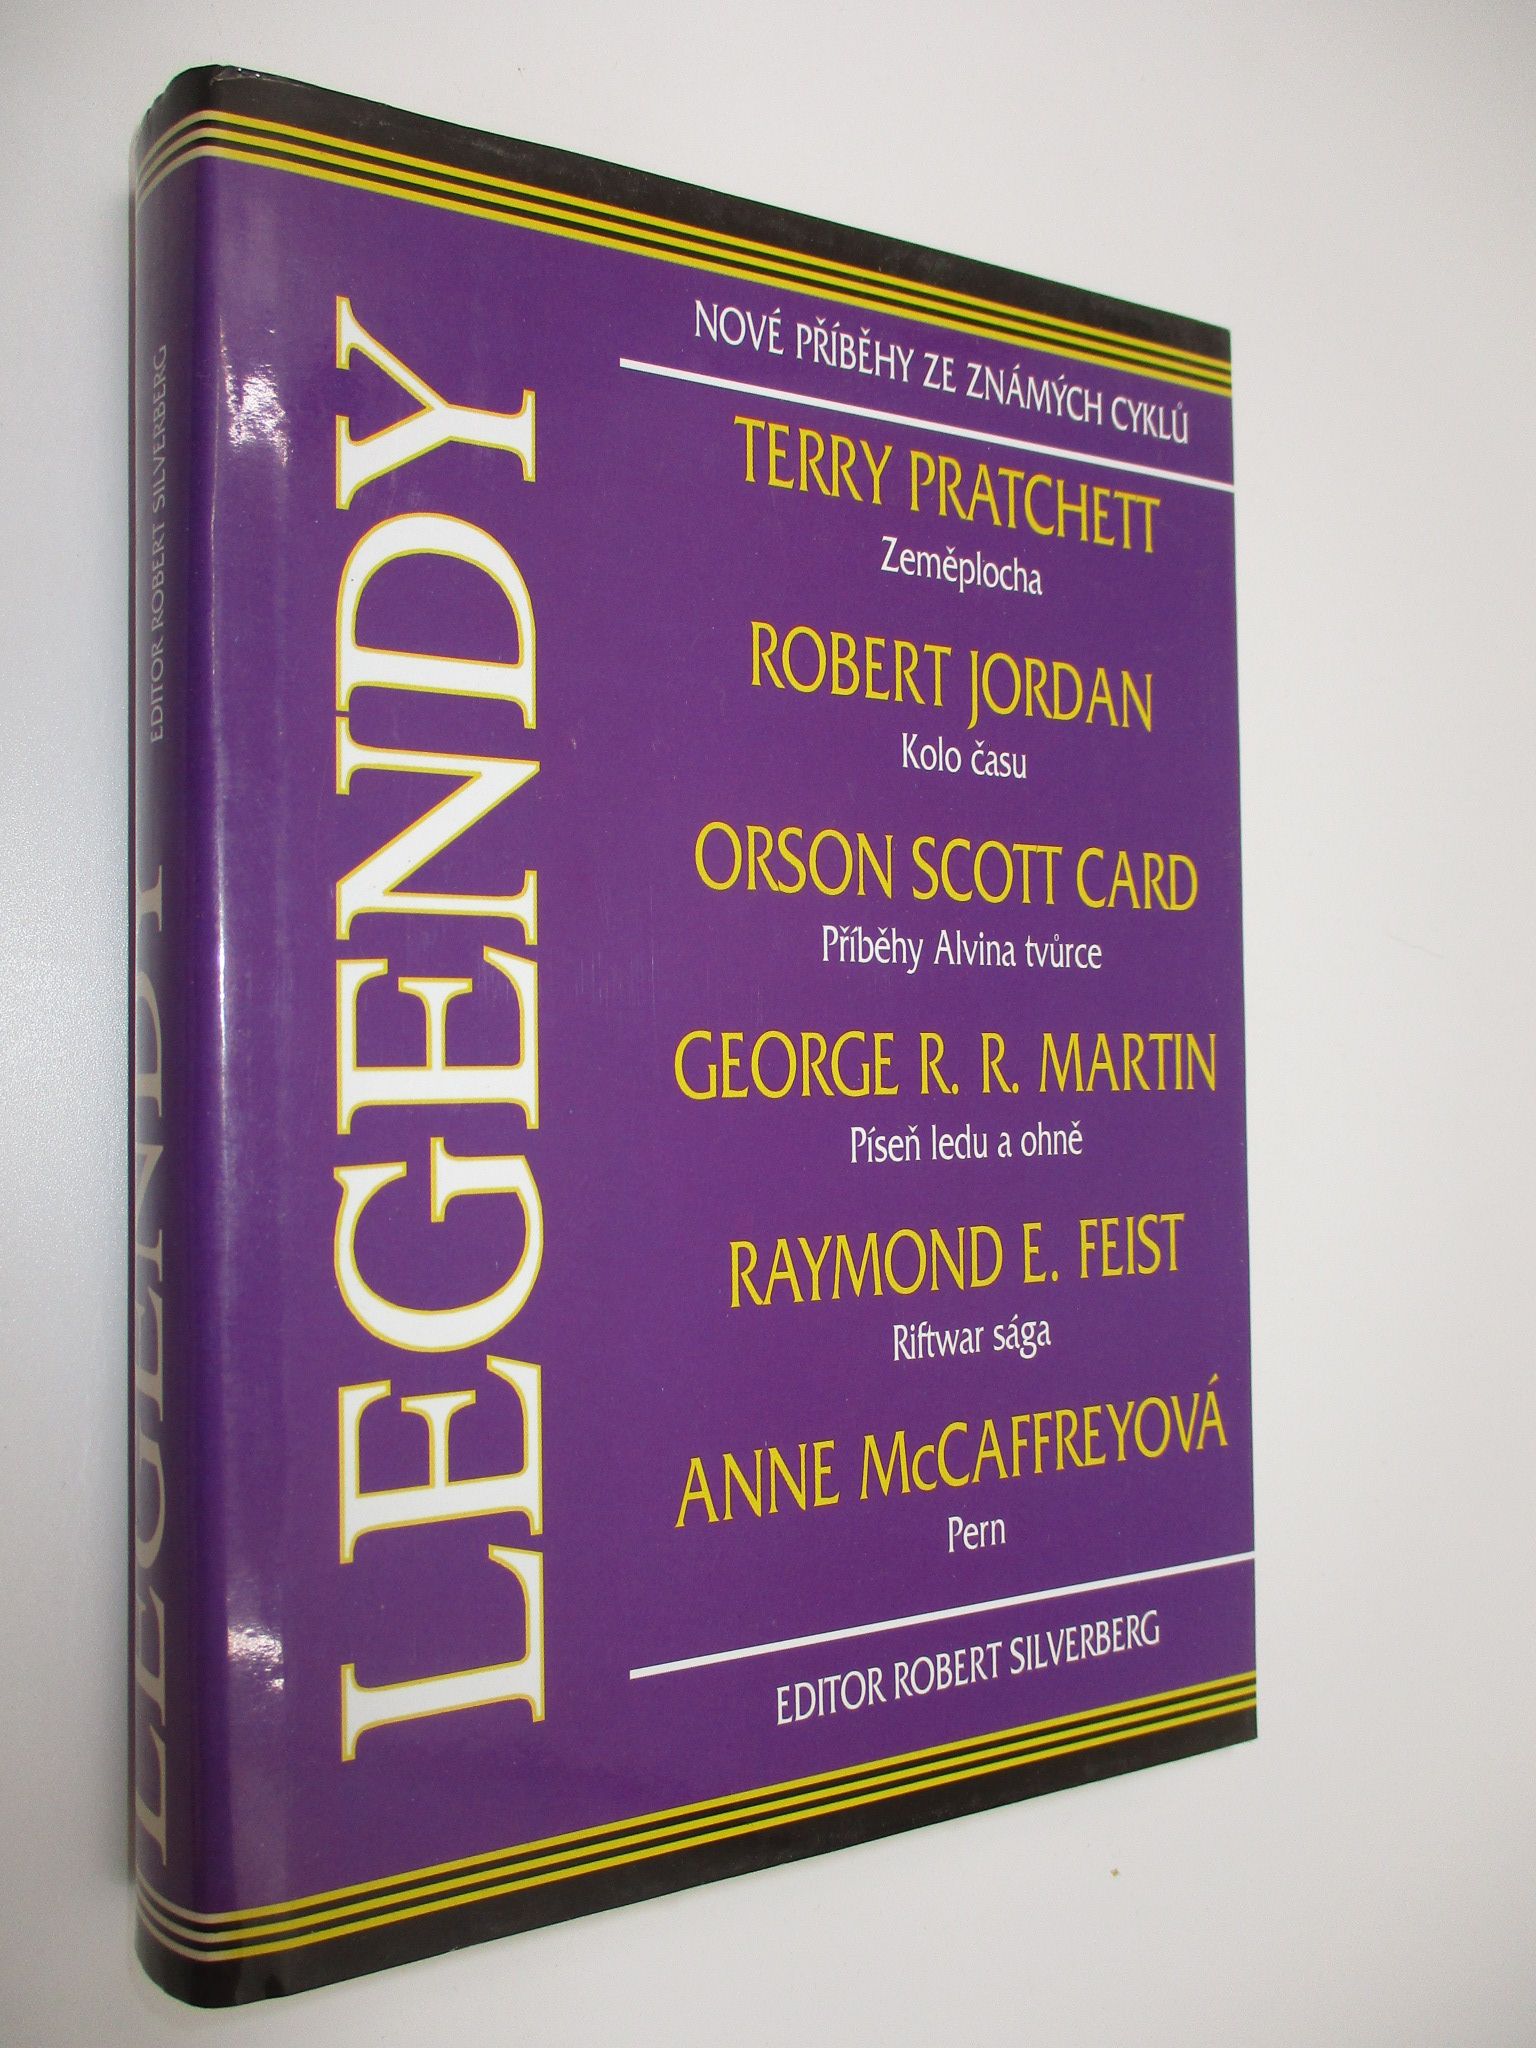 EDITOR ROBERT SILVERBERG
LEGENDY
LEGENDY
NOVÉ PŘÍBĚHY ZE ZNÁMÝCH CYKLŮ
TERRY PRATCHETT
Zeměplocha
ROBERT JORDAN
Kolo času
ORSON SCOTT CARD
Příběhy Alvina tvůrce
GEORGE R. R. MARTIN
Píseň ledu a ohně
RAYMOND E. FEIST
Riftwar sága
ANNE McCAFFREYOVÁ
Pern
EDITOR ROBERT SILVERBERG